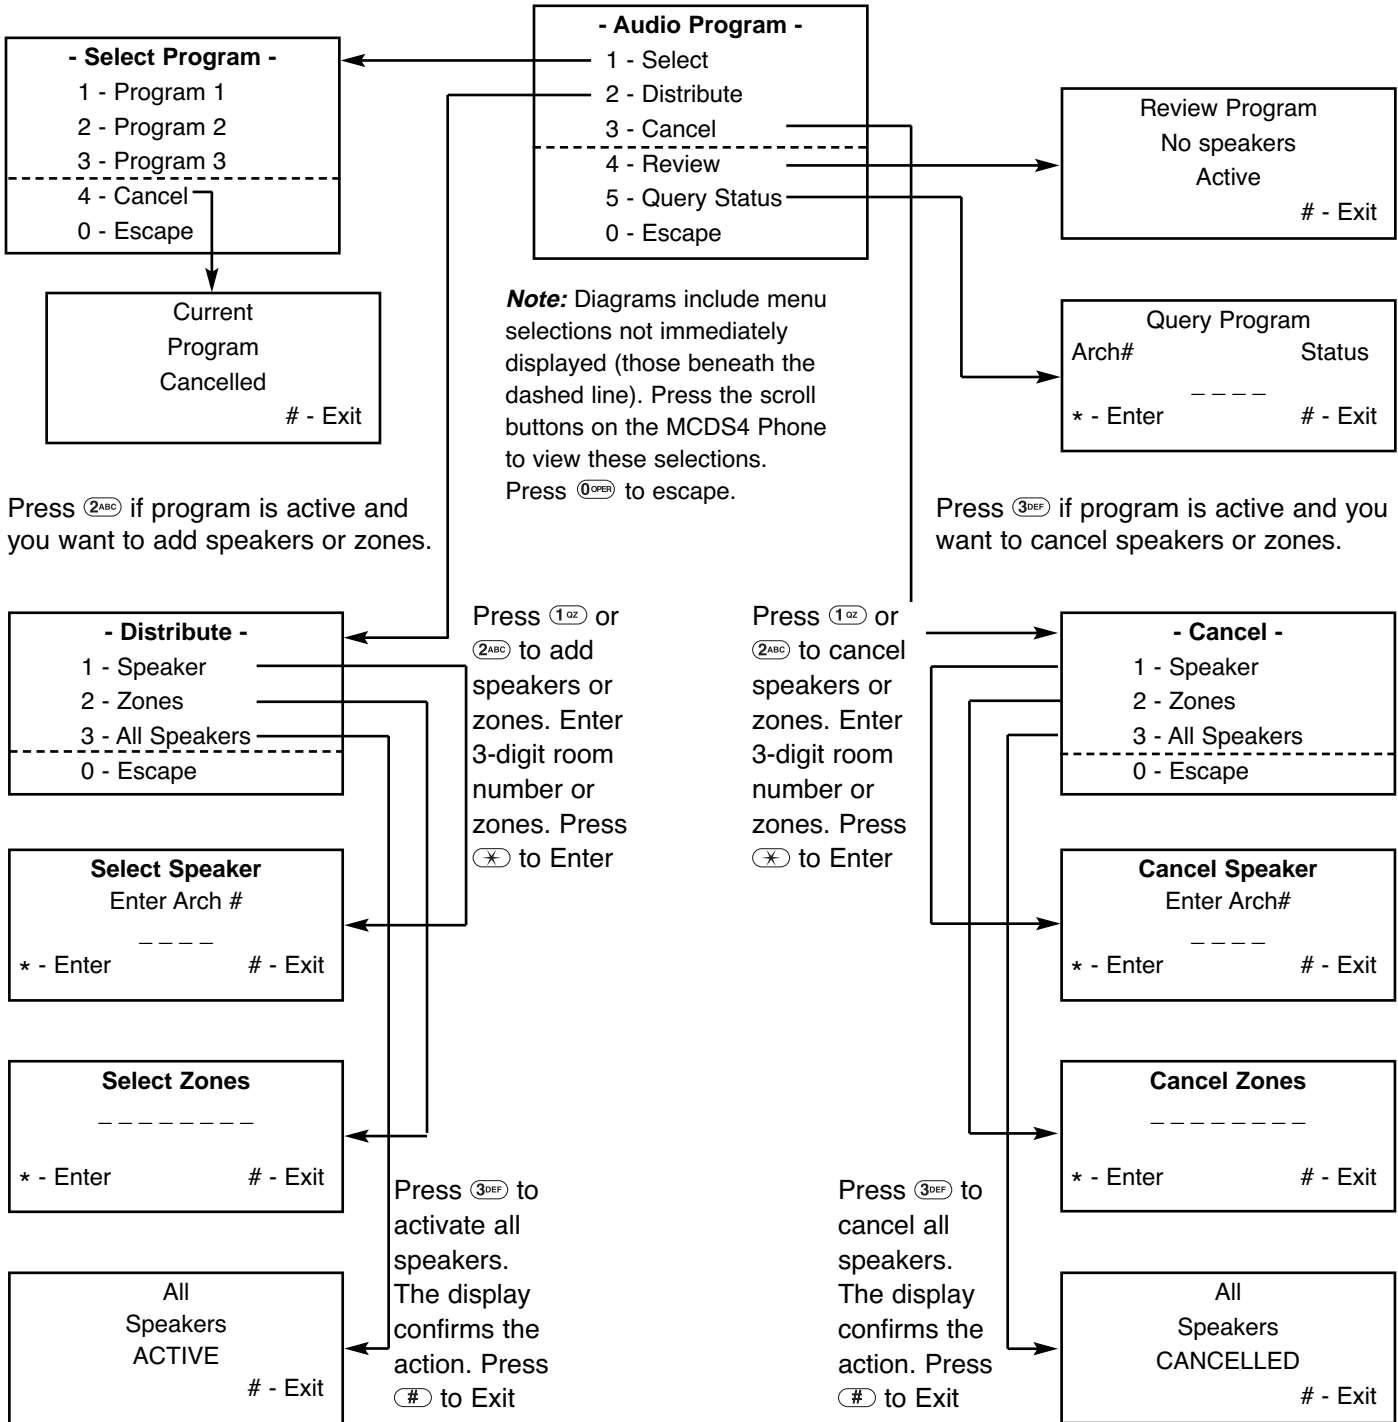 - Audio Program -
1 - Select
2 - Distribute
3 - Cancel
4 - Review
5 - Query Status
0 - Escape
- Select Program -
1 - Program 1
2 - Program 2
3 - Program 3
4 - Cancel
0 - Escape
Current
Program
Cancelled
# - Exit
Note: Diagrams include menu
selections not immediately
displayed (those beneath the
dashed line). Press the scroll
buttons on the MCDS4 Phone
to view these selections.
Press 0OPER to escape.
Review Program
No speakers
Active
# - Exit
Query Program
Arch# Status
_ _ _ _
* - Enter # - Exit
Press 2ABC if program is active and
you want to add speakers or zones.
Press 3DEF if program is active and you
want to cancel speakers or zones.
- Distribute -
1 - Speaker
2 - Zones
3 - All Speakers
0 - Escape
Press 1QZ or
2ABC to add
speakers or
zones. Enter
3-digit room
number or
zones. Press
* to Enter
Press 1QZ or
2ABC to cancel
speakers or
zones. Enter
3-digit room
number or
zones. Press
* to Enter
- Cancel -
1 - Speaker
2 - Zones
3 - All Speakers
0 - Escape
Select Speaker
Enter Arch #
_ _ _ _
* - Enter # - Exit
Cancel Speaker
Enter Arch#
_ _ _ _
* - Enter # - Exit
Select Zones
_ _ _ _ _ _ _ _
* - Enter # - Exit
Cancel Zones
_ _ _ _ _ _ _ _
* - Enter # - Exit
Press 3DEF to
activate all
speakers.
The display
confirms the
action. Press
# to Exit
Press 3DEF to
cancel all
speakers.
The display
confirms the
action. Press
# to Exit
All
Speakers
ACTIVE
# - Exit
All
Speakers
CANCELLED
# - Exit